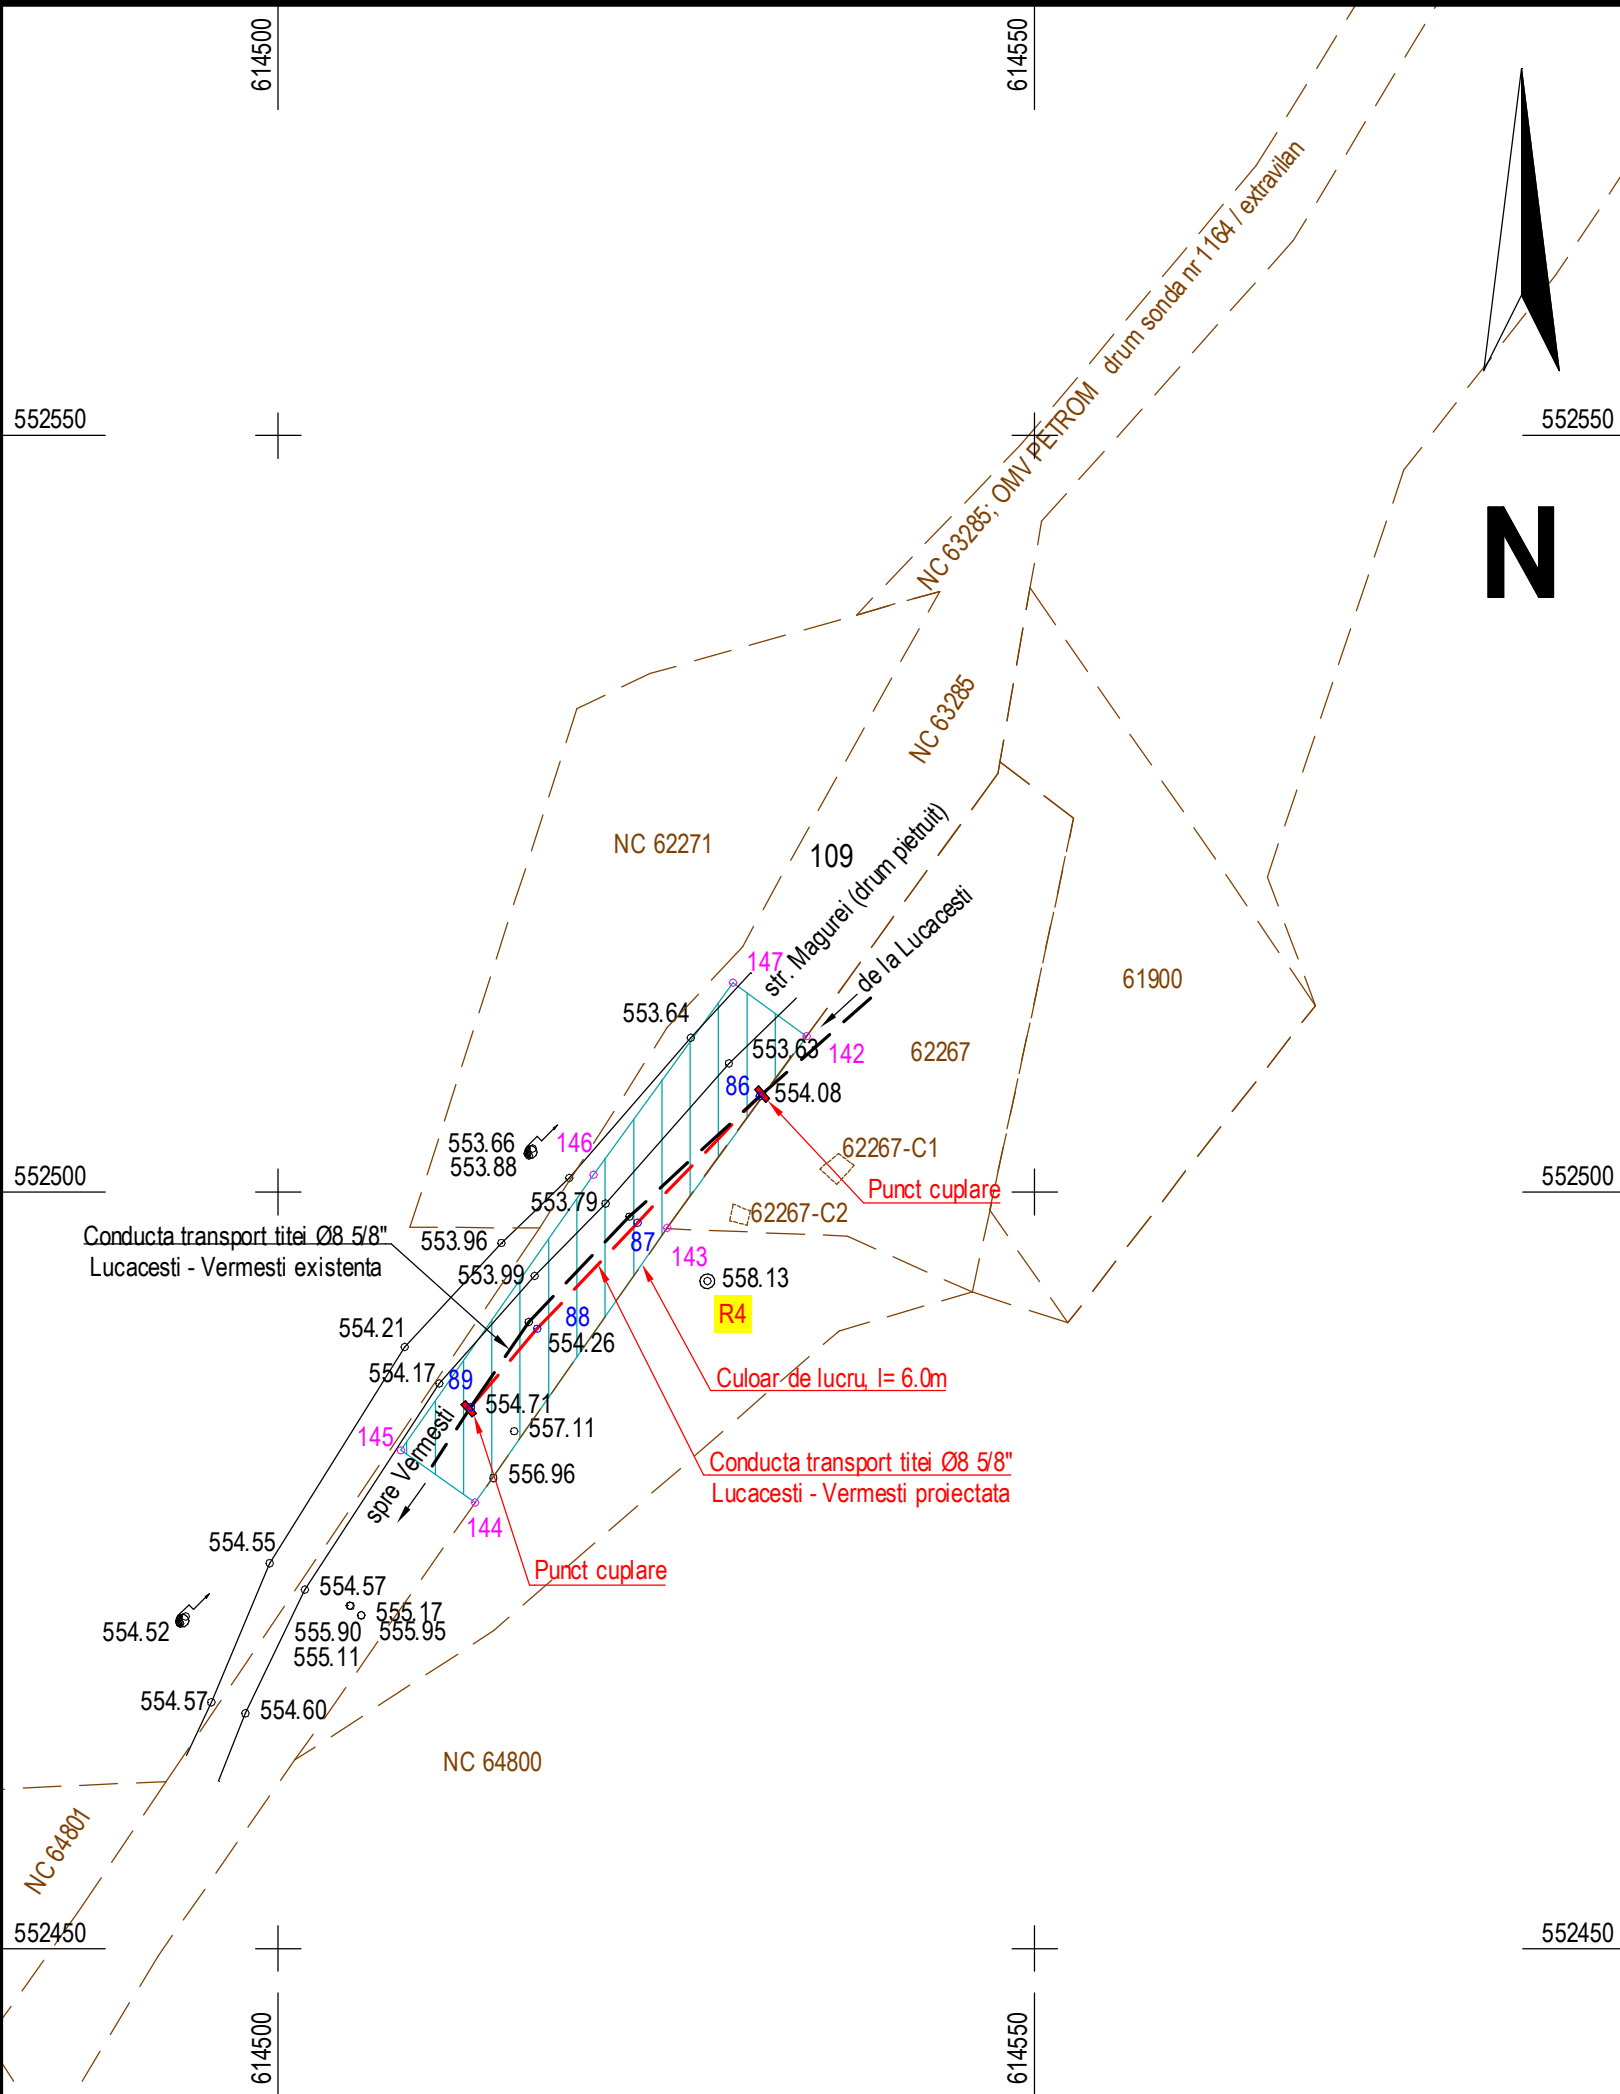 614500
614550
552550
552550
N
NC 63285; OMV PETROM drum sonda nr 1164 / extravilan
NC 63285
NC 62271
109
str. Magurei (drum pietruit)
de la Lucacesti
147
61900
553.64
553.63
142
62267
86
554.08
553.66
553.88
146
62267-C1
552500
552500
Punct cuplare
553.79
62267-C2
Conducta transport titei Ø8 5/8"
Lucacesti - Vermesti existenta
553.96
87
143
553.99
558.13
R4
88
554.21
554.26
554.17
89
Culoar de lucru, l= 6.0m
554.71
145
557.11
spre Vermesti
Conducta transport titei Ø8 5/8"
Lucacesti - Vermesti proiectata
556.96
144
554.55
Punct cuplare
554.57
555.17
554.52
555.90
555.95
555.11
554.57
554.60
NC 64800
NC 64801
552450
552450
614500
614550